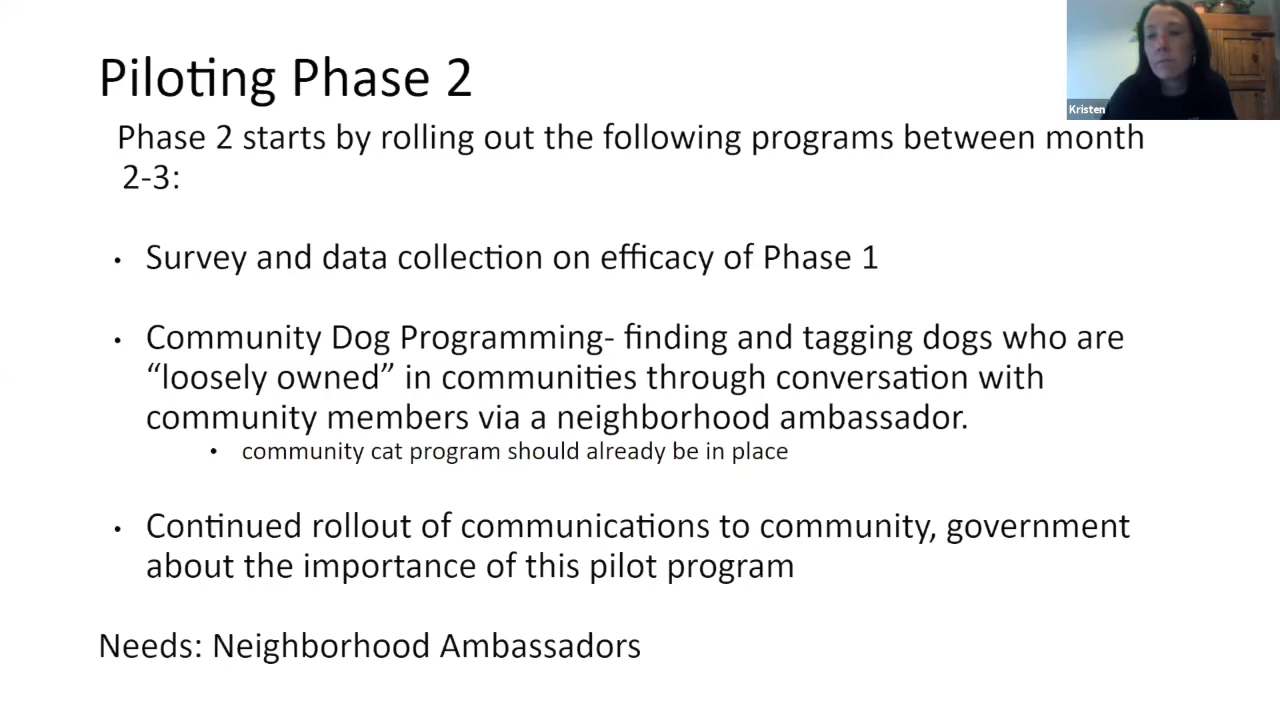 Piloting Phase 2
Kristen
Phase 2 starts by rolling out the following programs between month
2-3:
• Survey and data collection on efficacy of Phase 1
• Community Dog Programming- finding and tagging dogs who are
“loosely owned” in communities through conversation with
community members via a neighborhood ambassador.
• community cat program should already be in place
• Continued rollout of communications to community, government
about the importance of this pilot program
Needs: Neighborhood Ambassadors